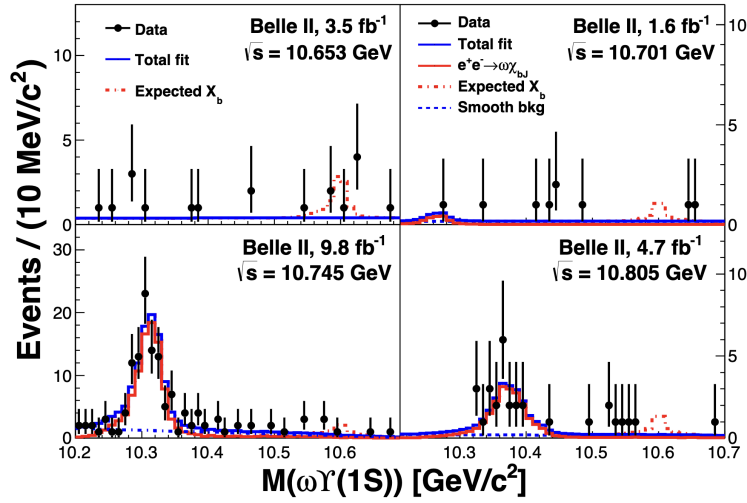 Events / (10 MeV/c²)
10
5
0
Data
Total fit
Expected X_b
Belle II, 3.5 fb⁻¹
√s = 10.653 GeV
Data
Total fit
e⁺e⁻→ωχ_bJ
Expected X_b
Smooth bkg
Belle II, 1.6 fb⁻¹
√s = 10.701 GeV
10
5
0
30
20
10
0
Belle II, 9.8 fb⁻¹
√s = 10.745 GeV
Belle II, 4.7 fb⁻¹
√s = 10.805 GeV
10
5
0
10.2 10.3 10.4 10.5 10.6 10.3 10.4 10.5 10.6 10.7
M(ωϒ(1S)) [GeV/c²]